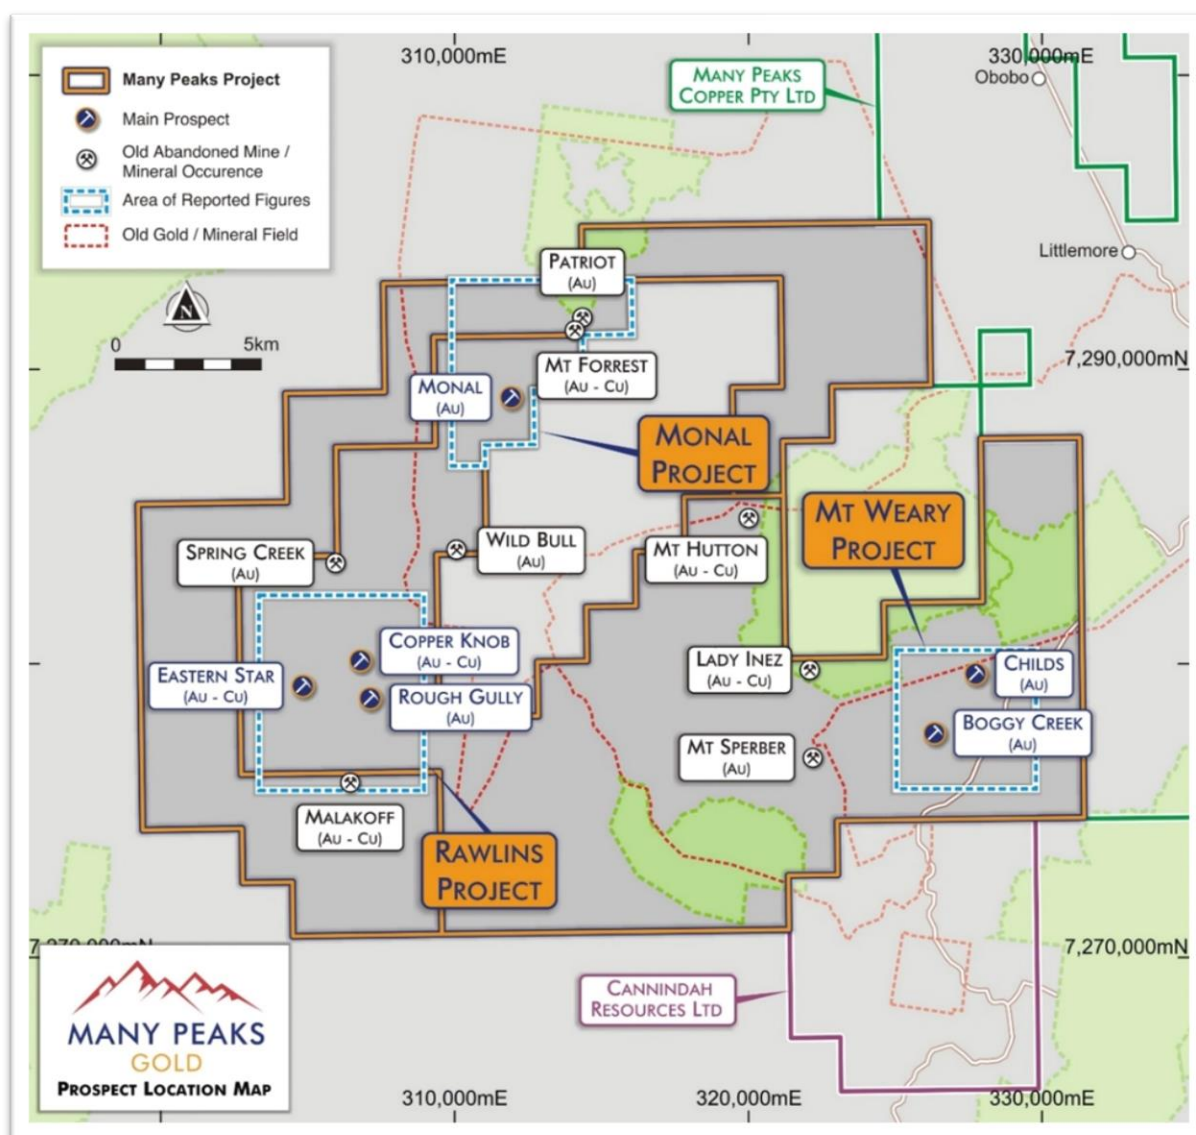 310,000mE
330,000mE
Many Peaks Project
Main Prospect
Old Abandoned Mine /
Mineral Occurence
Area of Reported Figures
Old Gold / Mineral Field
MANY PEAKS
COPPER PTY LTD
Obobo
Littlemore
N
0 5km
PATRIOT
(AU)
7,290,000mN
MT FORREST
(AU - CU)
MONAL
(AU)
MONAL
PROJECT
MT WEARY
PROJECT
SPRING CREEK
(AU)
WILD BULL
(AU)
MT HUTTON
(AU - CU)
COPPER KNOB
(AU - CU)
EASTERN STAR
(AU - CU)
ROUGH GULLY
(AU)
LADY INEZ
(AU - CU)
CHILDS
(AU)
BOGGY CREEK
(AU)
MT SPERBER
(AU)
MALAKOFF
(AU - CU)
RAWLINS
PROJECT
7,270,000mN
7,270,000mN
CANNINDAH
RESOURCES LTD
MANY PEAKS
GOLD
PROSPECT LOCATION MAP
310,000mE
320,000mE
330,000mE